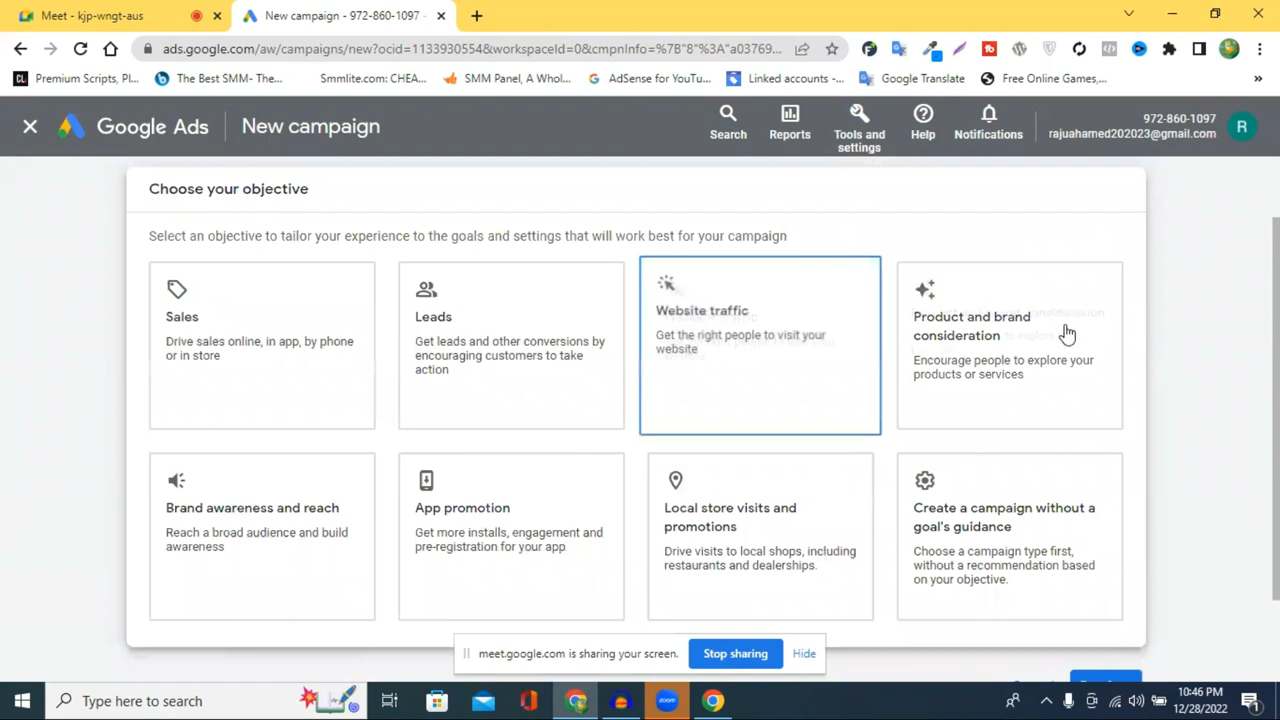 Meet - kjp-wngt-aus
New campaign - 972-860-1097 -
ads.google.com/aw/campaigns/new?ocid=1133930554&workspaceId=0&cmpnInfo=%7B"8"%3A"a03769...
Premium Scripts, Pl...
The Best SMM- The...
Smmlite.com: CHEA...
SMM Panel, A Whol...
AdSense for YouTu...
Linked accounts -...
Google Translate
Free Online Games,...
Google Ads
New campaign
Search
Reports
Tools and settings
Help
Notifications
972-860-1097
rajuahamed202023@gmail.com
R
Choose your objective
Select an objective to tailor your experience to the goals and settings that will work best for your campaign
Sales
Drive sales online, in app, by phone
or in store
Leads
Get leads and other conversions by
encouraging customers to take
action
Website traffic
Get the right people to visit your
website
Product and brand
consideration
Encourage people to explore your
products or services
Brand awareness and reach
Reach a broad audience and build
awareness
App promotion
Get more installs, engagement and
pre-registration for your app
Local store visits and
promotions
Drive visits to local shops, including
restaurants and dealerships.
Create a campaign without a
goal's guidance
Choose a campaign type first,
without a recommendation based
on your objective.
meet.google.com is sharing your screen.
Stop sharing
Hide
Type here to search
zoom
10:46 PM
12/28/2022
1